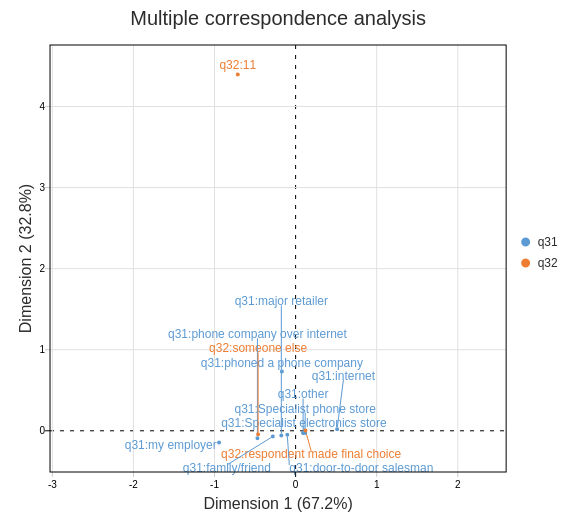 Multiple correspondence analysis
q32:11
4
3
2
1
0
Dimension 2 (32.8%)
q31:major retailer
q31:phone company over internet
q32:someone else
q31:phoned a phone company
q31:internet
q31:other
q31:Specialist phone store
q31:Specialist electronics store
q31:my employer
q32:respondent made final choice
q31:family/friend
q31:door-to-door salesman
-3 -2 -1 0 1 2
Dimension 1 (67.2%)
q31
q32